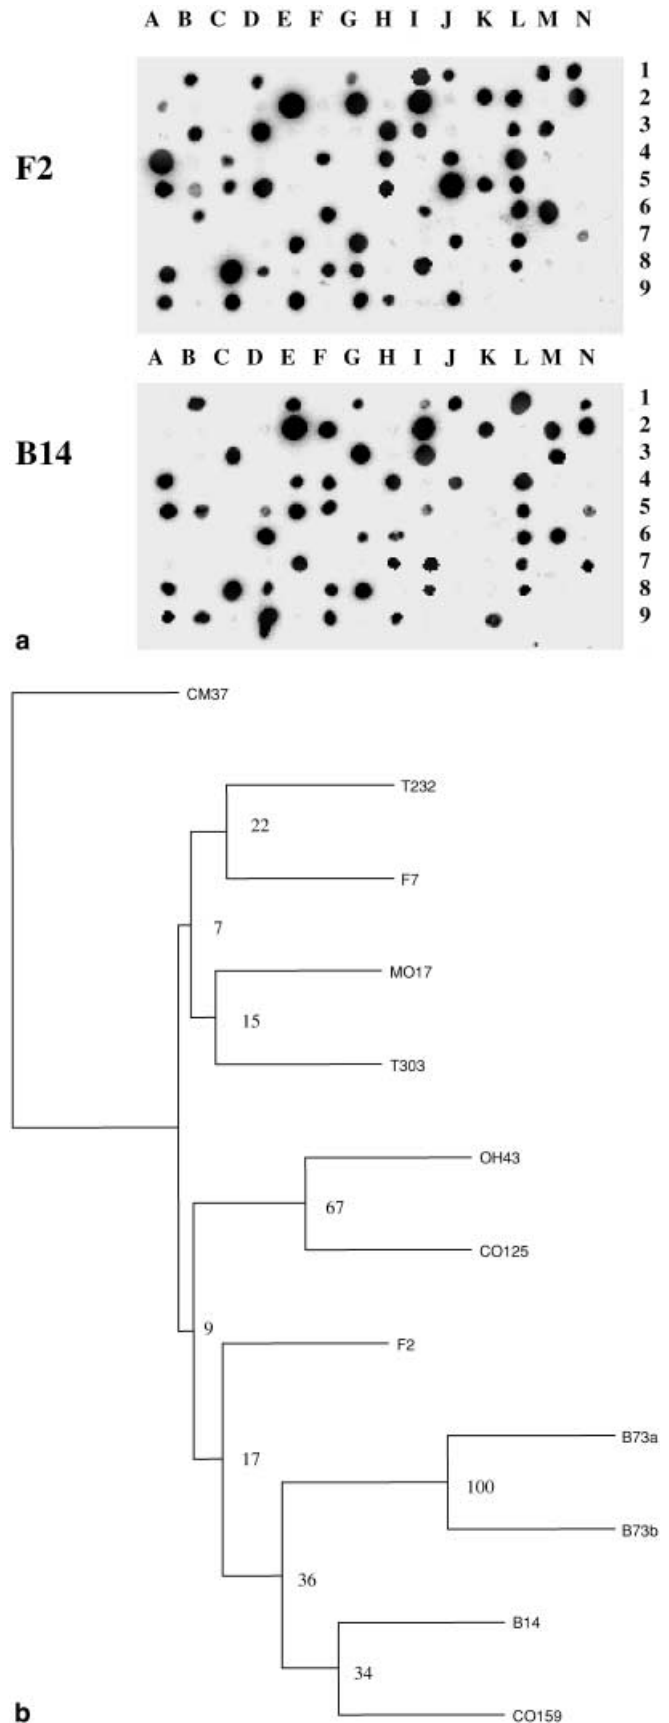 A B C D E F G H I J K L M N
1
2
3
F2
4
5
6
7
8
9
A B C D E F G H I J K L M N
1
2
B14
3
4
5
6
7
8
9
a
CM37
T232
22
F7
7
MO17
15
T303
OH43
67
CO125
9
F2
B73a
17
100
B73b
36
B14
34
b
CO159